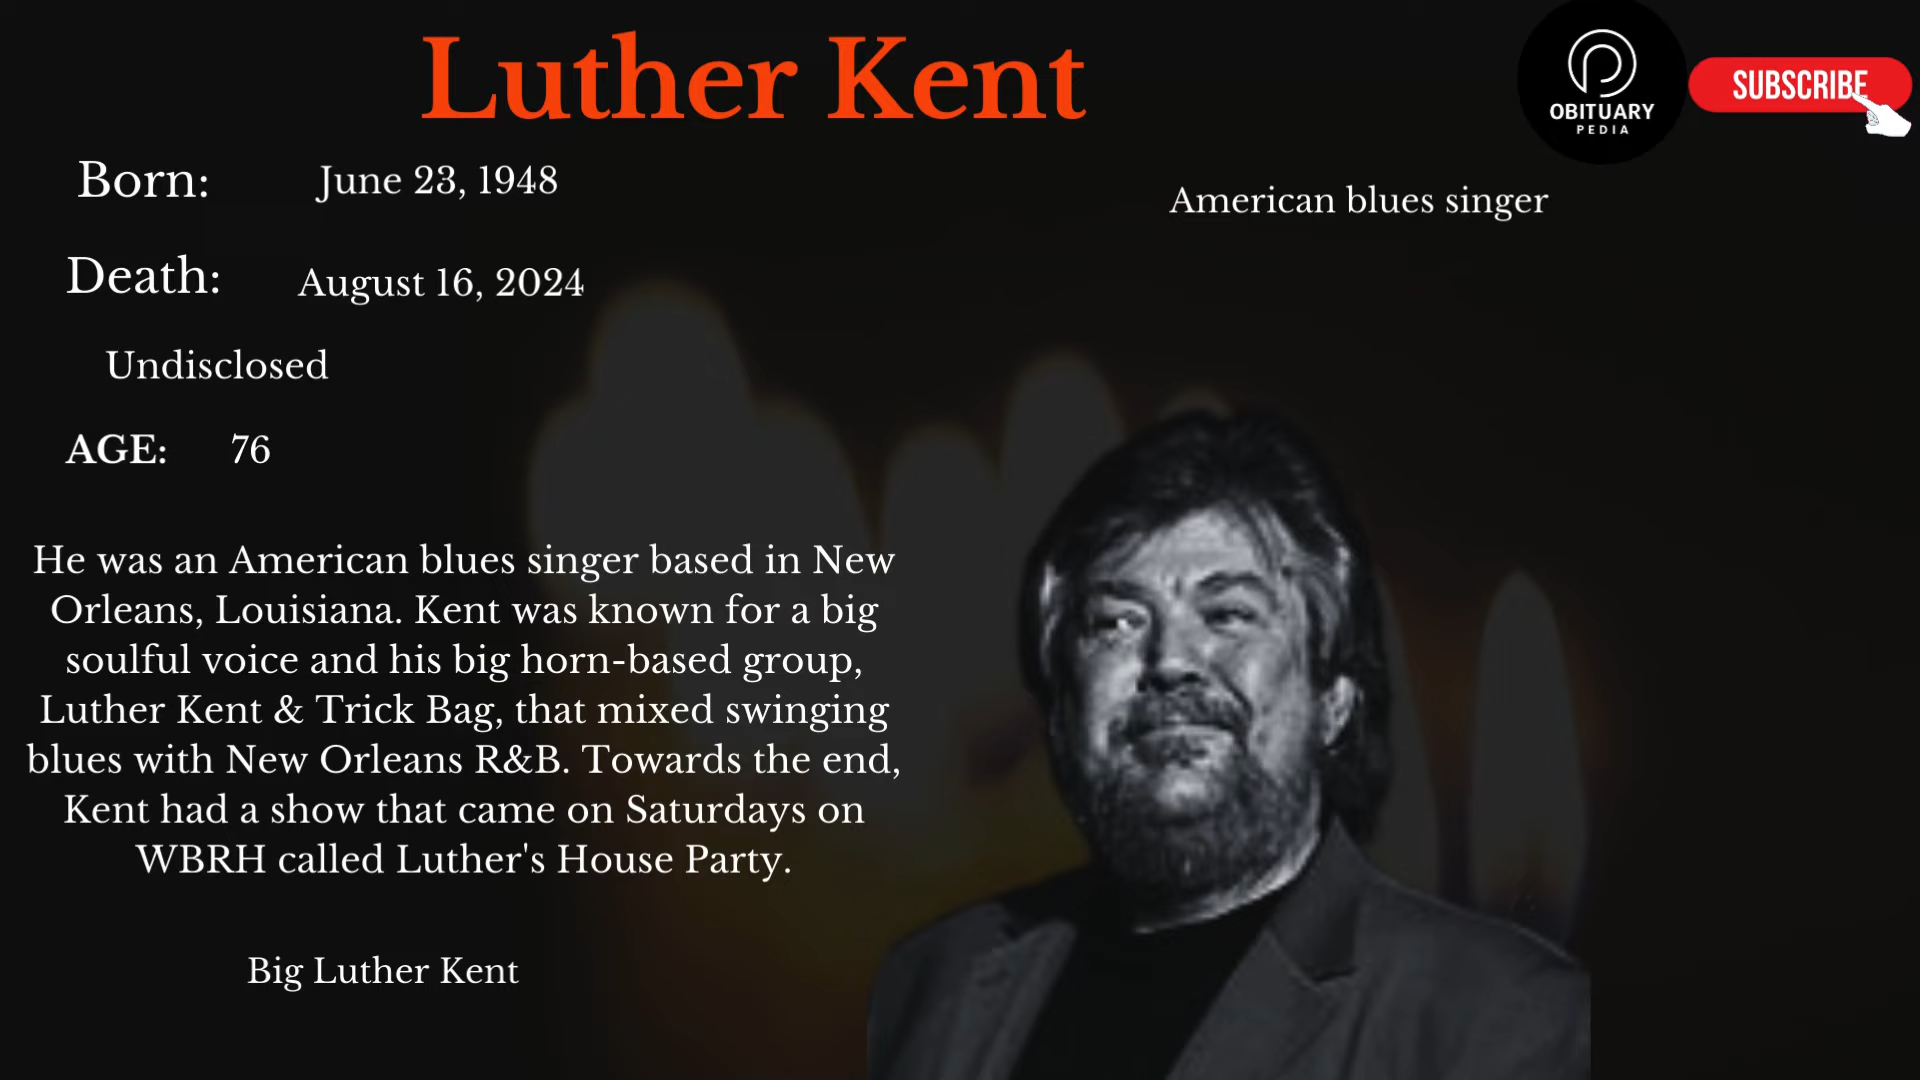 Luther Kent
OBITUARY
PEDIA
SUBSCRIBE
Born: June 23, 1948
American blues singer
Death: August 16, 2024
Undisclosed
AGE: 76
He was an American blues singer based in New
Orleans, Louisiana. Kent was known for a big
soulful voice and his big horn-based group,
Luther Kent & Trick Bag, that mixed swinging
blues with New Orleans R&B. Towards the end,
Kent had a show that came on Saturdays on
WBRH called Luther's House Party.
Big Luther Kent